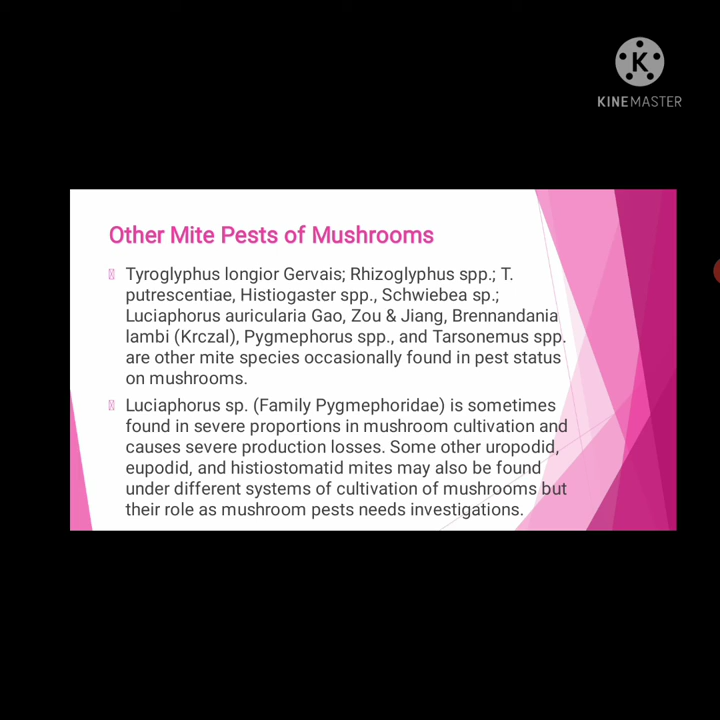 K
KINEMASTER
Other Mite Pests of Mushrooms
Tyroglyphus longior Gervais; Rhizoglyphus spp.; T.
putrescentiae, Histiogaster spp., Schwiebea sp.;
Luciaphorus auricularia Gao, Zou & Jiang, Brennandania
lambi (Krczal), Pygmephorus spp., and Tarsonemus spp.
are other mite species occasionally found in pest status
on mushrooms.
Luciaphorus sp. (Family Pygmephoridae) is sometimes
found in severe proportions in mushroom cultivation and
causes severe production losses. Some other uropodid,
eupodid, and histiostomatid mites may also be found
under different systems of cultivation of mushrooms but
their role as mushroom pests needs investigations.